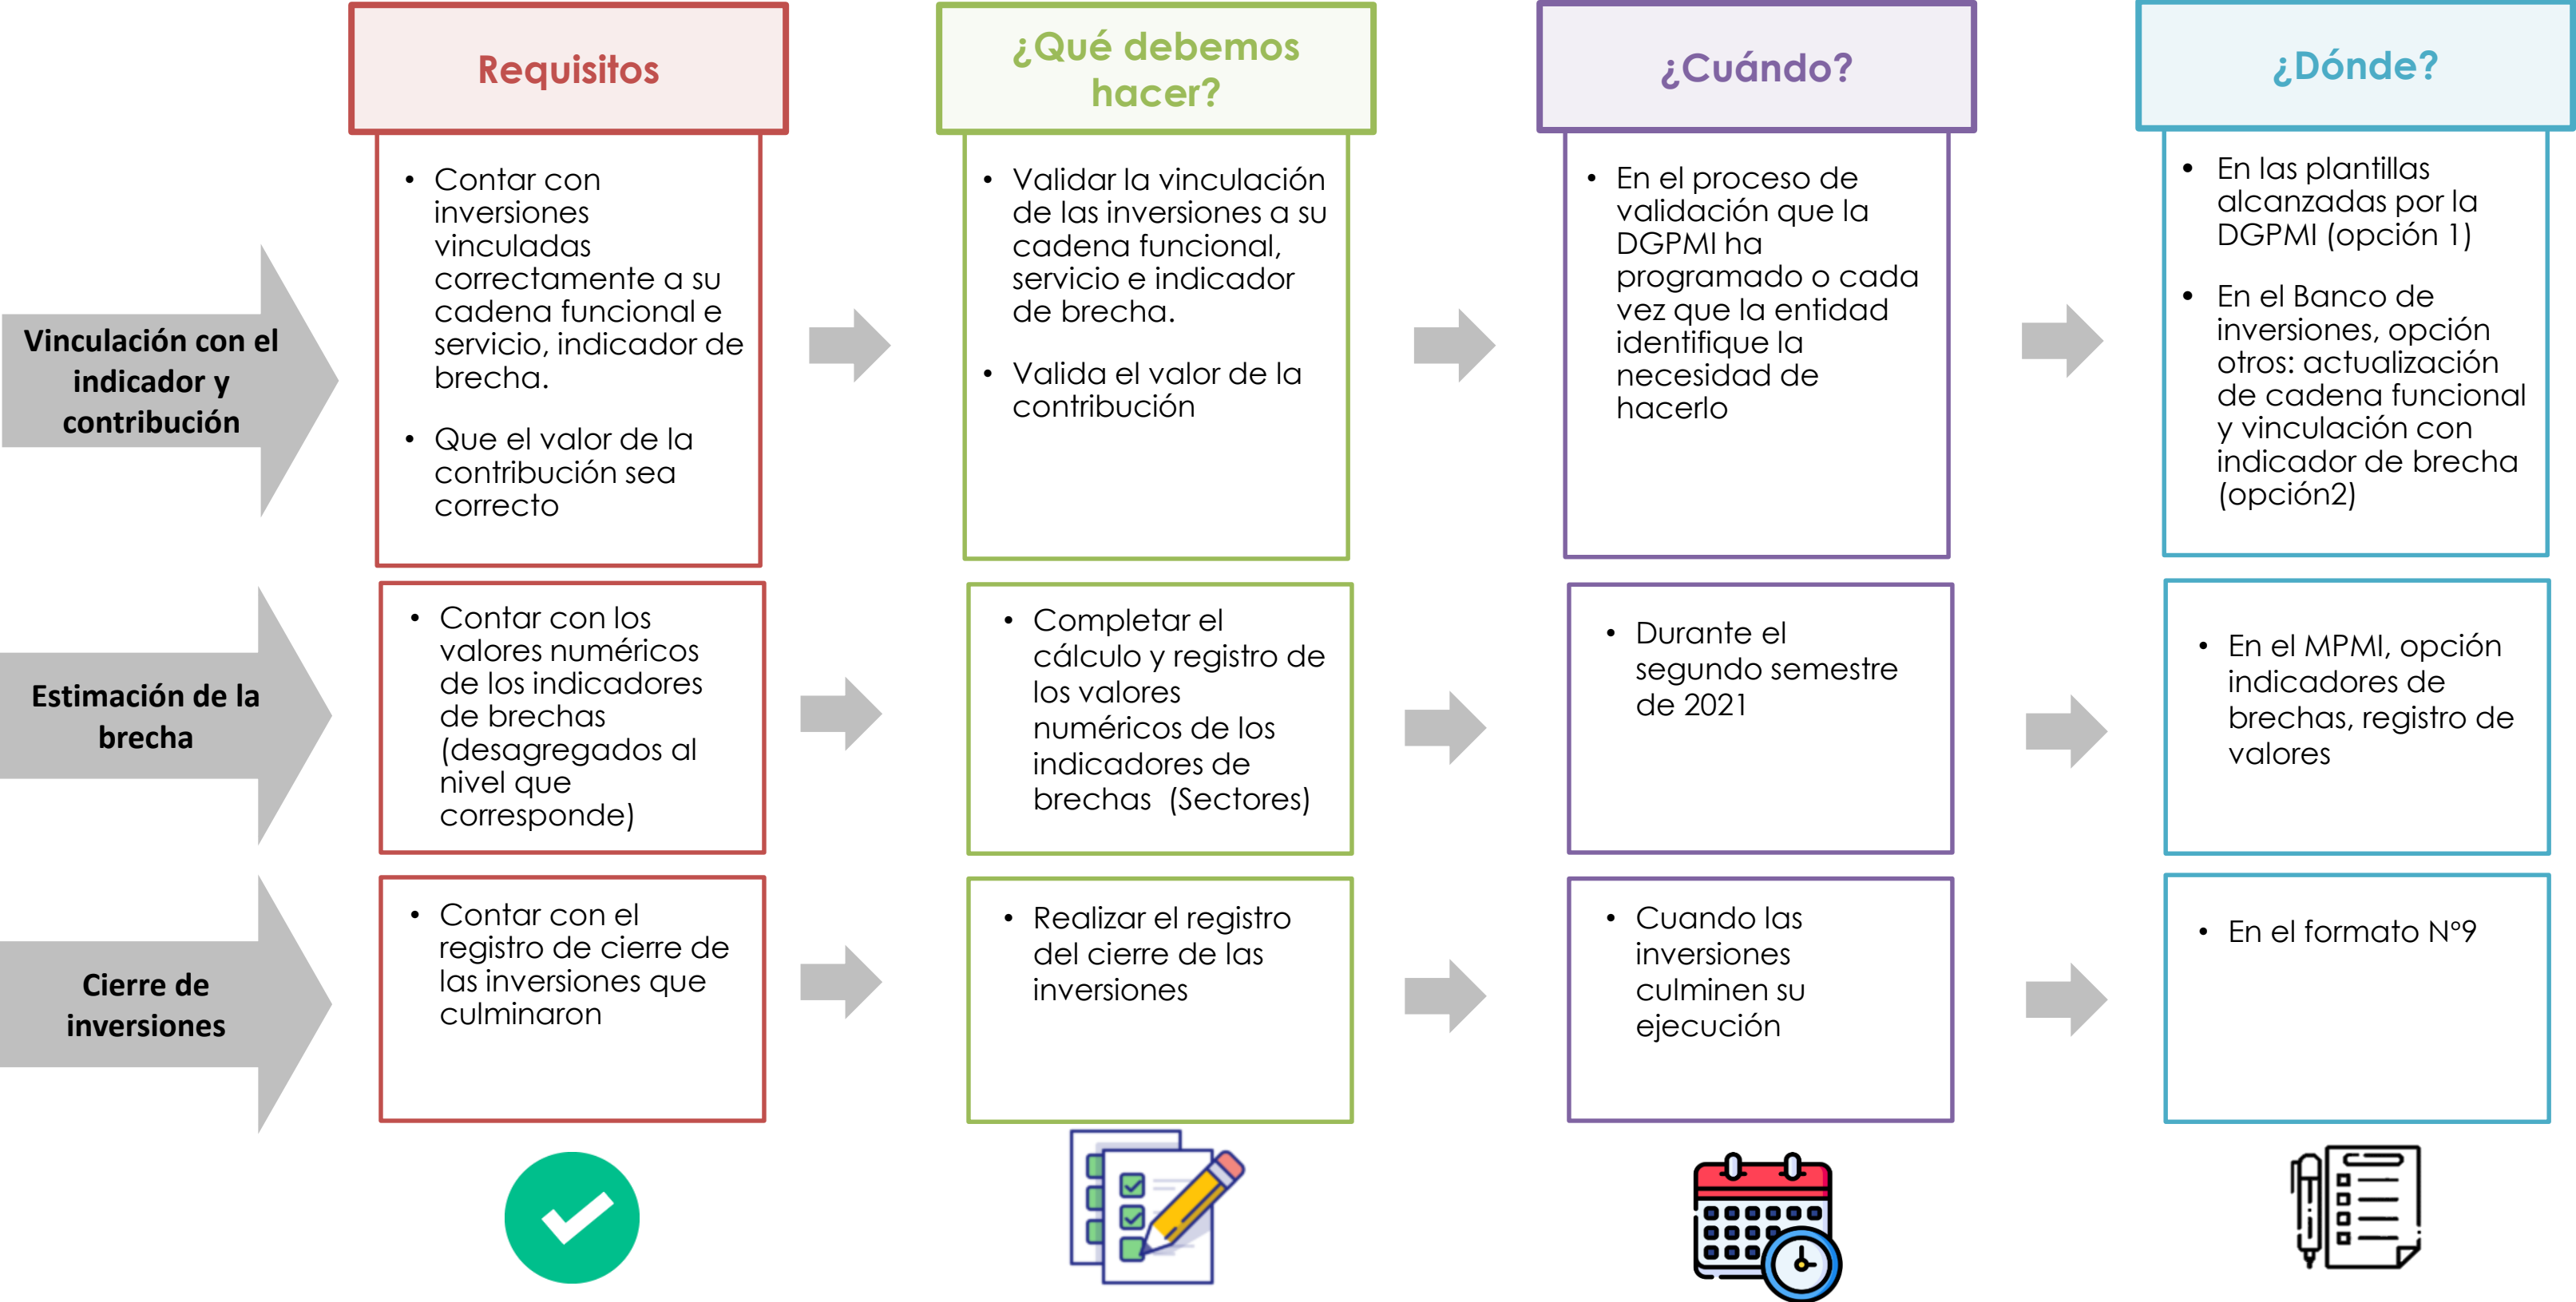 Requisitos
¿Qué debemos
hacer?
¿Cuándo?
¿Dónde?
Vinculación con el
indicador y
contribución
• Contar con
inversiones
vinculadas
correctamente a su
cadena funcional e
servicio, indicador de
brecha.
• Que el valor de la
contribución sea
correcto
• Validar la vinculación
de las inversiones a su
cadena funcional,
servicio e indicador
de brecha.
• Valida el valor de la
contribución
• En el proceso de
validación que la
DGPMI ha
programado o cada
vez que la entidad
identifique la
necesidad de
hacerlo
• En las plantillas
alcanzadas por la
DGPMI (opción 1)
• En el Banco de
inversiones, opción
otros: actualización
de cadena funcional
y vinculación con
indicador de brecha
(opción2)
Estimación de la
brecha
• Contar con los
valores numéricos
de los indicadores
de brechas
(desagregados al
nivel que
corresponde)
• Completar el
cálculo y registro de
los valores
numéricos de los
indicadores de
brechas (Sectores)
• Durante el
segundo semestre
de 2021
• En el MPMI, opción
indicadores de
brechas, registro de
valores
Cierre de
inversiones
• Contar con el
registro de cierre de
las inversiones que
culminaron
• Realizar el registro
del cierre de las
inversiones
• Cuando las
inversiones
culminen su
ejecución
• En el formato N°9